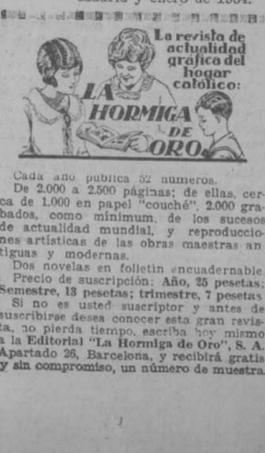 Madrid y enero de 1934.
La revista de
actualidad
gráfica del
hogar
católico:
LA
HORMIGA
DE
ORO
Cada año publica 52 números.
De 2.000 a 2.500 páginas; de ellas, cer-
ca de 1.000 en papel "couché", 2.000 gra-
bados, como mínimum, de los sucesos
de actualidad mundial, y reproduccio-
nes artísticas de las obras maestras an-
tiguas y modernas.
Dos novelas en folletín encuadernable.
Precio de suscripción: Año, 25 pesetas;
Semestre, 13 pesetas; trimestre, 7 pesetas
Si no es usted suscriptor y antes de
suscribirse desea conocer esta gran revis-
ta, no pierda tiempo, escriba hoy mismo
a la Editorial "La Hormiga de Oro", S. A.
Apartado 26, Barcelona, y recibirá gratis
y sin compromiso, un número de muestra.